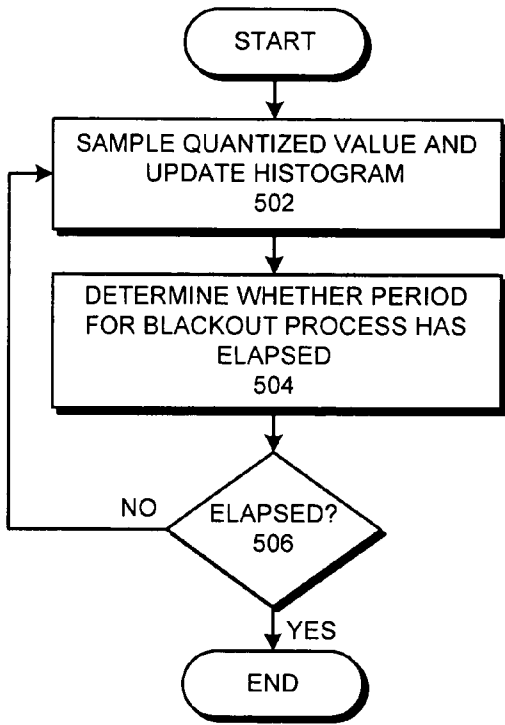 START
SAMPLE QUANTIZED VALUE AND
UPDATE HISTOGRAM
502
DETERMINE WHETHER PERIOD
FOR BLACKOUT PROCESS HAS
ELAPSED
504
NO
ELAPSED?
506
YES
END